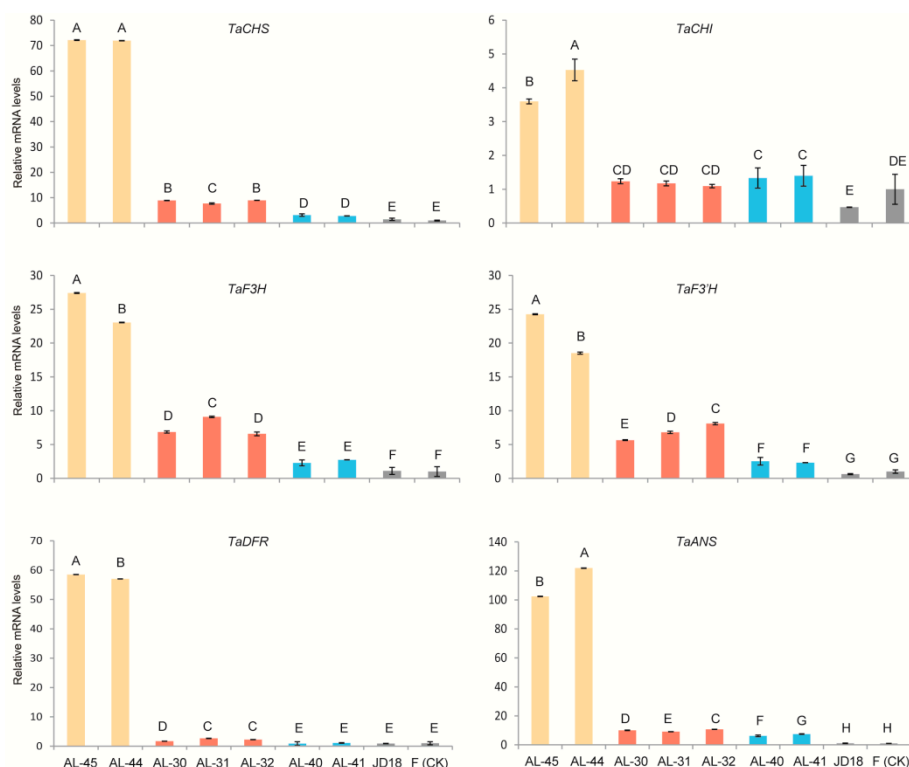 TaCHS
Relative mRNA levels
80
70
60
50
40
30
20
10
0
A A B C B D D E E
TaCHI
6
5
4
3
2
1
0
B A CD CD CD C C E DE
TaF3H
Relative mRNA levels
30
25
20
15
10
5
0
A B D C D E E F F
TaF3'H
30
25
20
15
10
5
0
A B E D C F F G G
TaDFR
Relative mRNA levels
70
60
50
40
30
20
10
0
A B D C C E E E E
AL-45 AL-44 AL-30 AL-31 AL-32 AL-40 AL-41 JD18 F (CK)
TaANS
140
120
100
80
60
40
20
0
B A D E C F G H H
AL-45 AL-44 AL-30 AL-31 AL-32 AL-40 AL-41 JD18 F (CK)